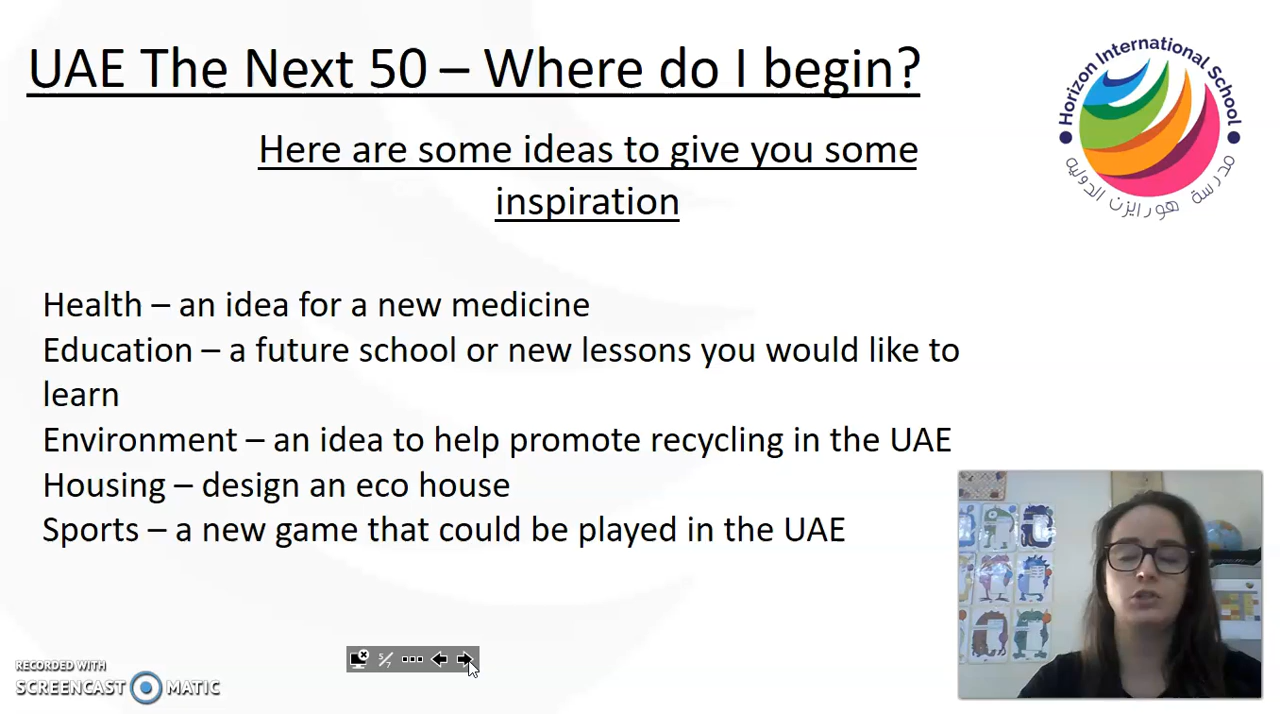 UAE The Next 50 – Where do I begin?
Here are some ideas to give you some
inspiration
Horizon International School
مدرسة هورايزن الدولية
Health – an idea for a new medicine
Education – a future school or new lessons you would like to
learn
Environment – an idea to help promote recycling in the UAE
Housing – design an eco house
Sports – a new game that could be played in the UAE
RECORDED WITH
SCREENCAST MATIC